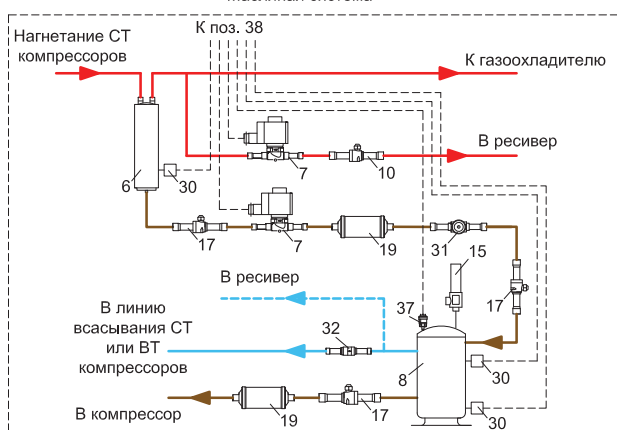 Нагнетание СТ
компрессоров
К поз. 38
К газоохладителю
В ресивер
6
30
7
10
17
7
19
31
15
17
В ресивер
37
В линию
всасывания СТ
или ВТ
компрессоров
32
8
30
В компрессор
19
17
30